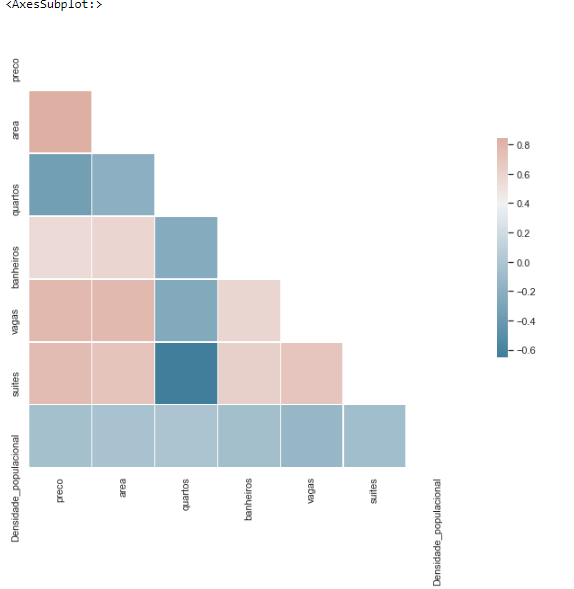 <AxesSubplot:>
preco
area
quartos
banheiros
vagas
suites
Densidade_populacional
preco
area
quartos
banheiros
vagas
suites
Densidade_populacional
0.8
0.6
0.4
0.2
0.0
−0.2
−0.4
−0.6